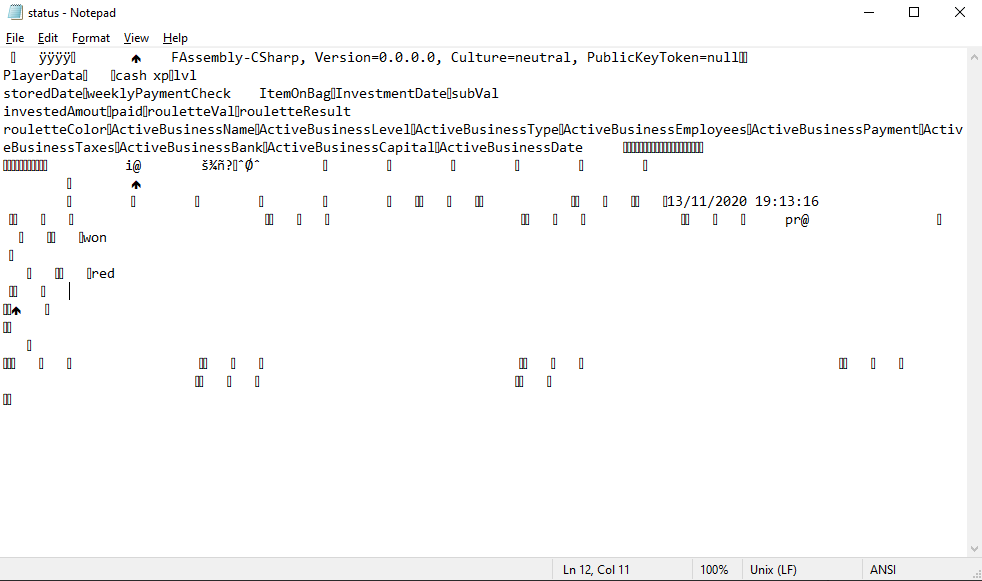 status - Notepad
File Edit Format View Help
ÿÿÿÿ FAssembly-CSharp, Version=0.0.0.0, Culture=neutral, PublicKeyToken=null
PlayerData cash xp lvl
storedDate weeklyPaymentCheck ItemOnBag InvestmentDate subVal
investedAmout paid rouletteVal rouletteResult
rouletteColor ActiveBusinessName ActiveBusinessLevel ActiveBusinessType ActiveBusinessEmployees ActiveBusinessPayment Activ
eBusinessTaxes ActiveBusinessBank ActiveBusinessCapital ActiveBusinessDate
i@ š¾ñ? ˆØˆ
13/11/2020 19:13:16
pr@
won
red
Ln 12, Col 11 100% Unix (LF) ANSI